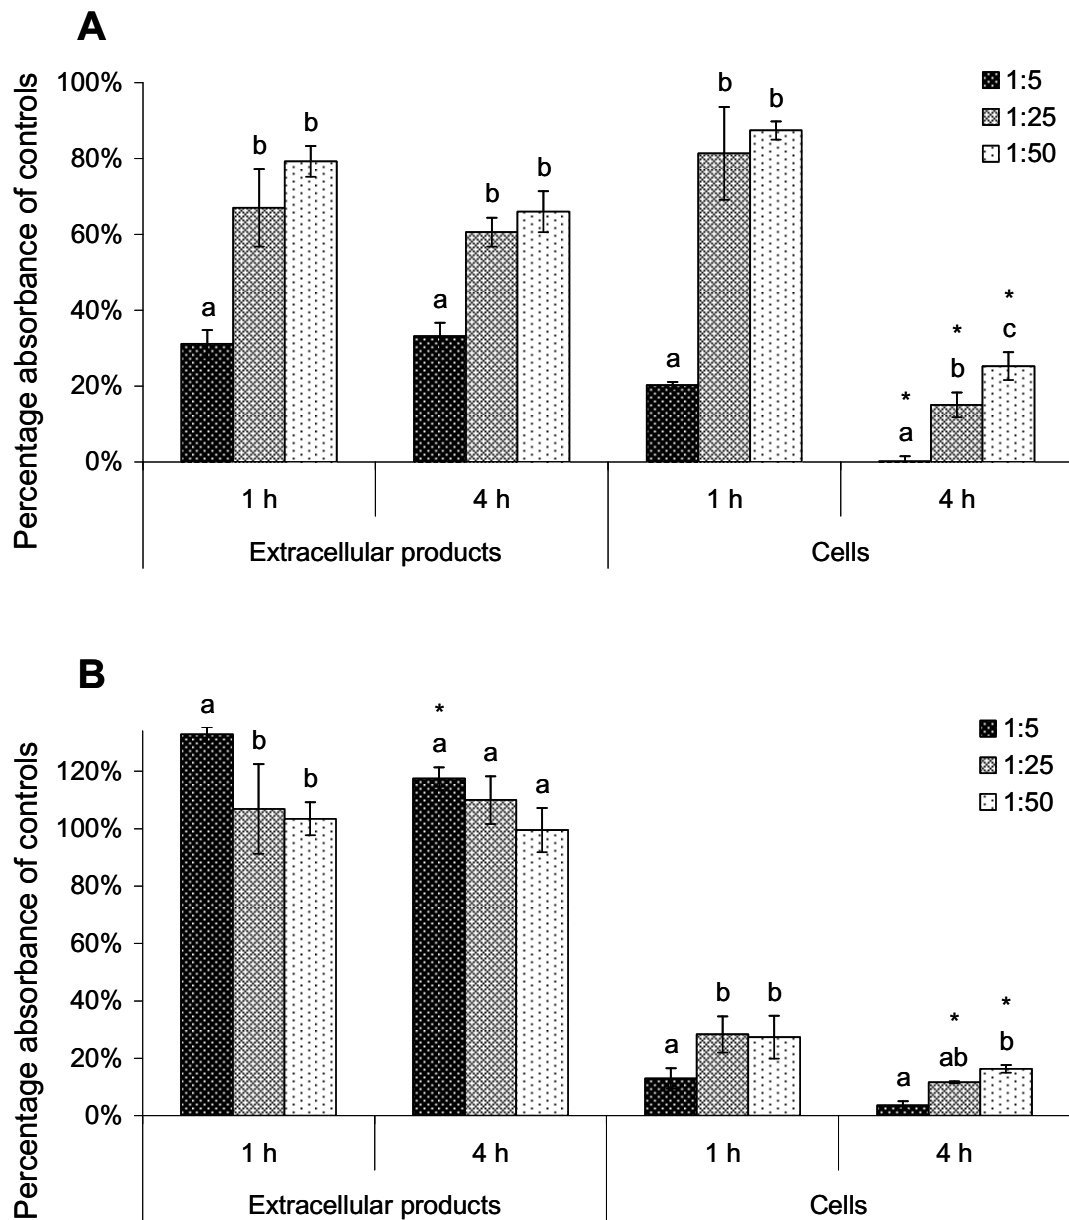 A
Percentage absorbance of controls
100%
80%
60%
40%
20%
0%
1:5
1:25
1:50
a
b
b
a
b
b
a
b
b
*
a
*
b
*
c
1 h
4 h
1 h
4 h
Extracellular products
Cells
B
Percentage absorbance of controls
120%
100%
80%
60%
40%
20%
0%
1:5
1:25
1:50
a
b
b
*
a
a
a
a
b
b
a
*
ab
*
b
1 h
4 h
1 h
4 h
Extracellular products
Cells